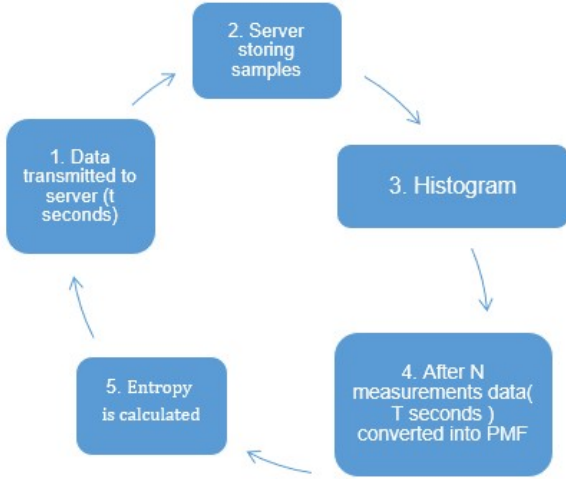 1. Data
transmitted to
server (t
seconds)
2. Server
storing
samples
3. Histogram
4. After N
measurements data(
T seconds )
converted into PMF
5. Entropy
is calculated